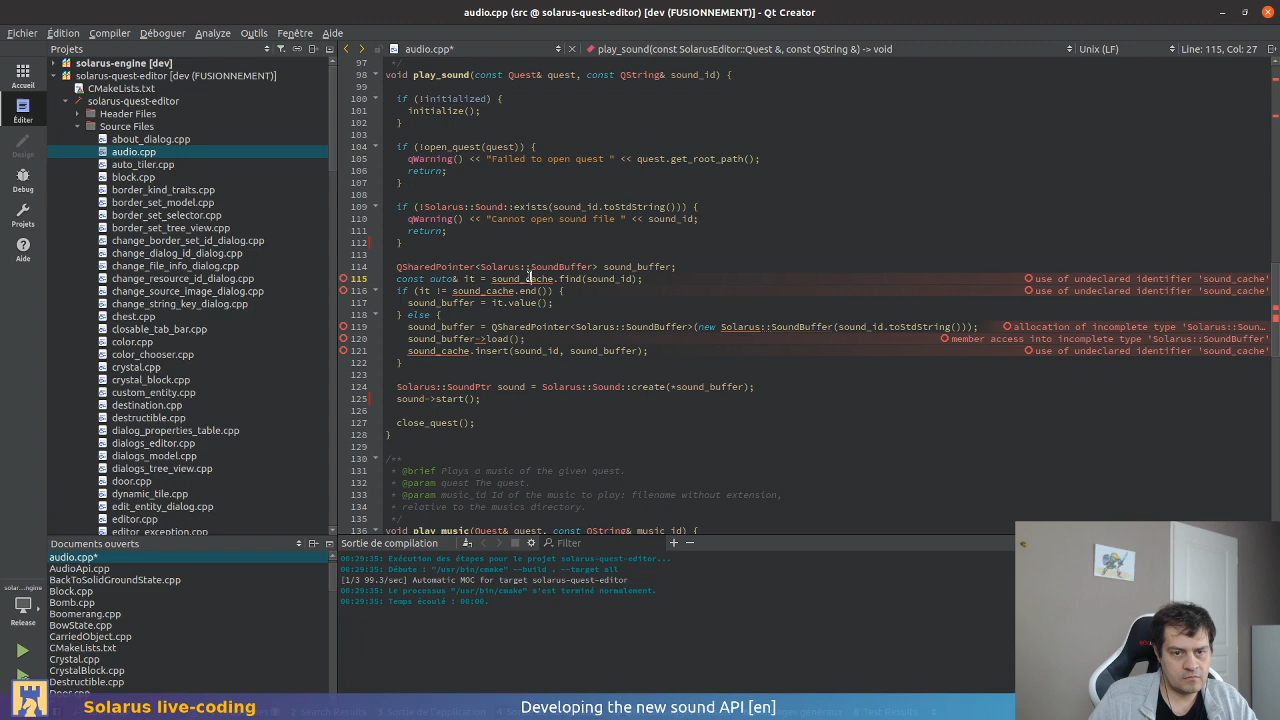 audio.cpp (src @ solarus-quest-editor) [dev (FUSIONNEMENT)] - Qt Creator
Fichier Édition Compiler Déboguer Analyze Outils Fenêtre Aide
Projets
audio.cpp*
play_sound(const SolarusEditor::Quest &, const QString &) -> void
Unix (LF)
Line: 115, Col: 27
Accueil
Éditer
Design
Debug
Projets
Aide
Release
solarus-engine [dev]
solarus-quest-editor [dev (FUSIONNEMENT)]
CMakeLists.txt
solarus-quest-editor
Header Files
Source Files
about_dialog.cpp
audio.cpp
auto_tiler.cpp
block.cpp
border_kind_traits.cpp
border_set_model.cpp
border_set_selector.cpp
border_set_tree_view.cpp
change_border_set_id_dialog.cpp
change_dialog_id_dialog.cpp
change_file_info_dialog.cpp
change_resource_id_dialog.cpp
change_source_image_dialog.cpp
change_string_key_dialog.cpp
chest.cpp
closable_tab_bar.cpp
color.cpp
color_chooser.cpp
crystal.cpp
crystal_block.cpp
custom_entity.cpp
destination.cpp
destructible.cpp
dialog_properties_table.cpp
dialogs_editor.cpp
dialogs_model.cpp
dialogs_tree_view.cpp
door.cpp
dynamic_tile.cpp
edit_entity_dialog.cpp
editor.cpp
editor_exception.cpp
Documents ouverts
audio.cpp*
AudioApi.cpp
BackToSolidGroundState.cpp
Block.cpp
Bomb.cpp
Boomerang.cpp
BowState.cpp
CarriedObject.cpp
CMakeLists.txt
Crystal.cpp
CrystalBlock.cpp
Destructible.cpp
97 */
98 void play_sound(const Quest& quest, const QString& sound_id) {
99
100 if (!initialized) {
101 initialize();
102 }
103
104 if (!open_quest(quest)) {
105 qWarning() << "Failed to open quest " << quest.get_root_path();
106 return;
107 }
108
109 if (!Solarus::Sound::exists(sound_id.toStdString())) {
110 qWarning() << "Cannot open sound file " << sound_id;
111 return;
112 }
113
114 QSharedPointer<Solarus::SoundBuffer> sound_buffer;
115 const auto& it = sound_cache.find(sound_id); use of undeclared identifier 'sound_cache'
116 if (it != sound_cache.end()) { use of undeclared identifier 'sound_cache'
117 sound_buffer = it.value();
118 } else {
119 sound_buffer = QSharedPointer<Solarus::SoundBuffer>(new Solarus::SoundBuffer(sound_id.toStdString())); allocation of incomplete type 'Solarus::Soun...
120 sound_buffer->load(); member access into incomplete type 'Solarus::SoundBuffer'
121 sound_cache.insert(sound_id, sound_buffer); use of undeclared identifier 'sound_cache'
122 }
123
124 Solarus::SoundPtr sound = Solarus::Sound::create(*sound_buffer);
125 sound->start();
126
127 close_quest();
128 }
129
130 /**
131 * @brief Plays a music of the given quest.
132 * @param quest The quest.
133 * @param music_id Id of the music to play: filename without extension,
134 * relative to the musics directory.
135 */
136 void play_music(Quest& quest, const QString& music_id) {
Sortie de compilation
Filter
00:29:35: Exécution des étapes pour le projet solarus-quest-editor...
00:29:35: Débute : "/usr/bin/cmake" --build . --target all
[1/3 99.3/sec] Automatic MOC for target solarus-quest-editor
00:29:35: Le processus "/usr/bin/cmake" s'est terminé normalement.
00:29:35: Temps écoulé : 00:00.
Solarus live-coding
Developing the new sound API [en]